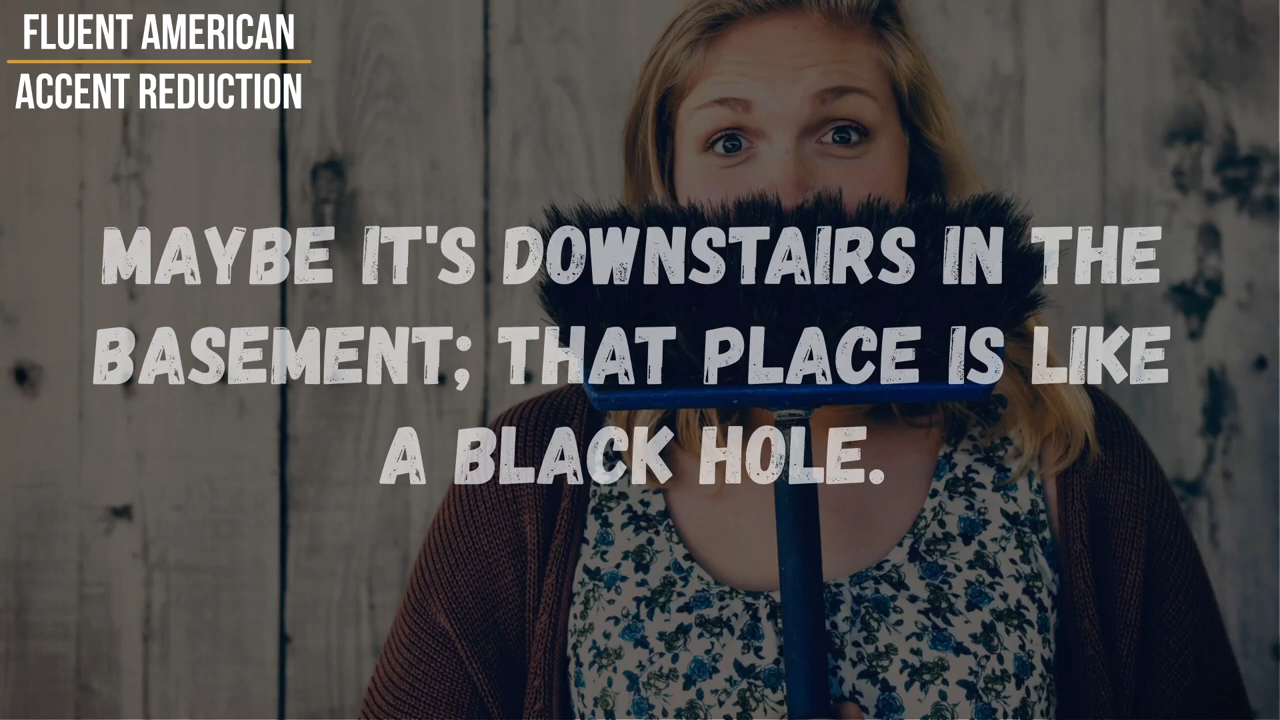 FLUENT AMERICAN
ACCENT REDUCTION
MAYBE IT'S DOWNSTAIRS IN THE
BASEMENT; THAT PLACE IS LIKE
A BLACK HOLE.